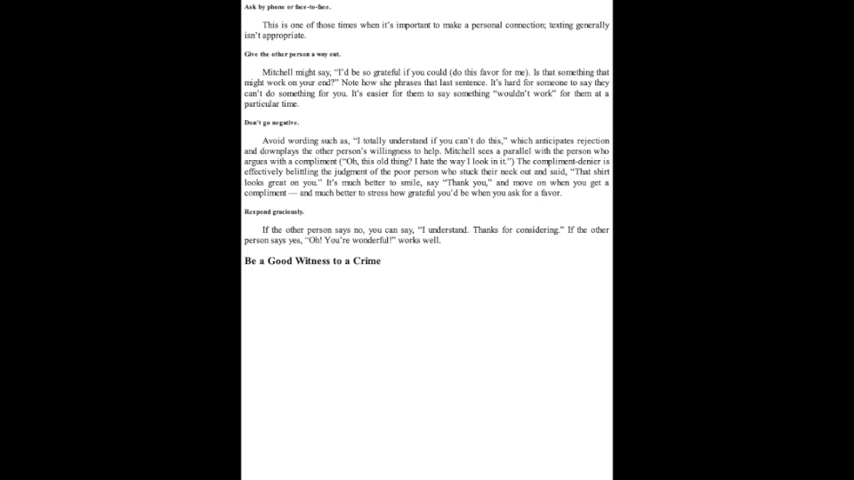 Ask by phone or face-to-face.
This is one of those times when it's important to make a personal connection; texting generally
isn't appropriate.
Give the other person a way out.
Mitchell might say, “I'd be so grateful if you could (do this favor for me). Is that something that
might work on your end?” Note how she phrases that last sentence. It's hard for someone to say they
can't do something for you. It's easier for them to say something “wouldn't work” for them at a
particular time.
Don't go negative.
Avoid wording such as, “I totally understand if you can't do this,” which anticipates rejection
and downplays the other person's willingness to help. Mitchell sees a parallel with the person who
argues with a compliment (“Oh, this old thing? I hate the way I look in it.”) The compliment-denier is
effectively belittling the judgment of the poor person who stuck their neck out and said, “That shirt
looks great on you.” It's much better to smile, say “Thank you,” and move on when you get a
compliment — and much better to stress how grateful you'd be when you ask for a favor.
Respond graciously.
If the other person says no, you can say, “I understand. Thanks for considering.” If the other
person says yes, “Oh! You're wonderful!” works well.
Be a Good Witness to a Crime